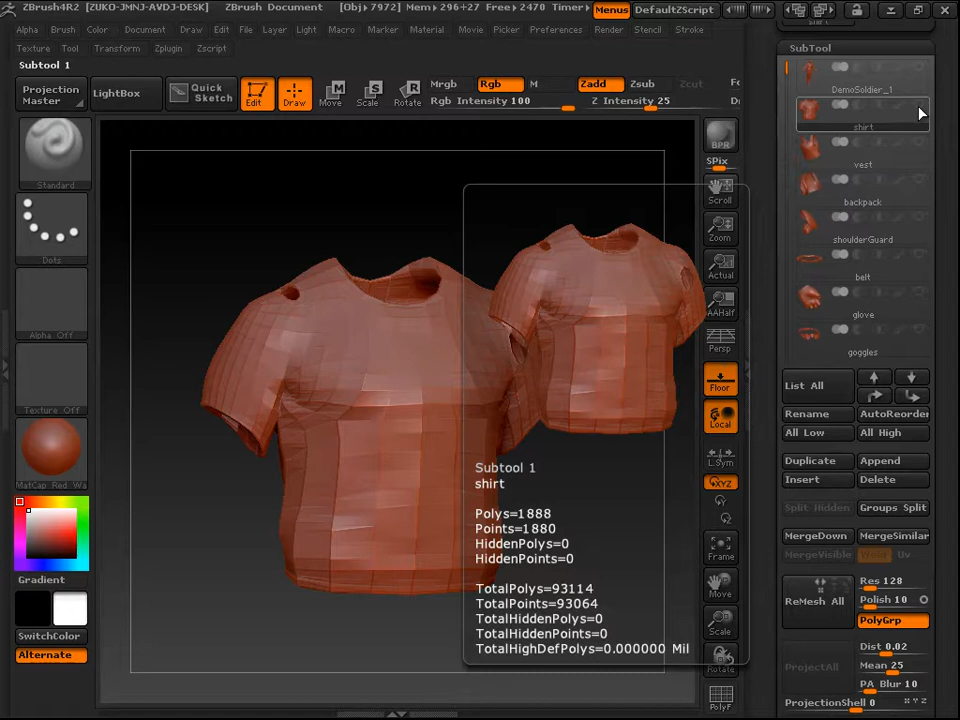 ZBrush4R2 [ZUKO-JMNJ-AVDJ-DESK] ZBrush Document [Obj▸7972] Mem▸296+27 Free▸2470 Timer▸ Menus DefaultZScript
Alpha Brush Color Document Draw Edit File Layer Light Macro Marker Material Movie Picker Preferences Render Stencil Stroke
Texture Tool Transform Zplugin Zscript
Subtool 1
Projection Master
LightBox
Quick Sketch
Edit
Draw
Move
Scale
Rotate
Mrgb Rgb M
Rgb Intensity 100
Zadd Zsub Zcut
Z Intensity 25
Standard
Dots
Alpha Off
Texture Off
MatCap Red Wa
Gradient
SwitchColor
Alternate
BPR
SPix
Scroll
Zoom
Actual
AAHalf
Persp
Floor
Local
L.Sym
XYZ
Y
Z
Frame
Move
Scale
Rotate
PolyF
Subtool 1
shirt
Polys=1888
Points=1880
HiddenPolys=0
HiddenPoints=0
TotalPolys=93114
TotalPoints=93064
TotalHiddenPolys=0
TotalHiddenPoints=0
TotalHighDefPolys=0.000000 Mil
SubTool
DemoSoldier_1
shirt
vest
backpack
shoulderGuard
belt
glove
goggles
List All
Rename AutoReorder
All Low All High
Duplicate Append
Insert Delete
Split Hidden Groups Split
MergeDown MergeSimilar
MergeVisible Weld Uv
ReMesh All
Res 128
Polish 10
PolyGrp
ProjectAll
Dist 0.02
Mean 25
PA Blur 10
ProjectionShell 0